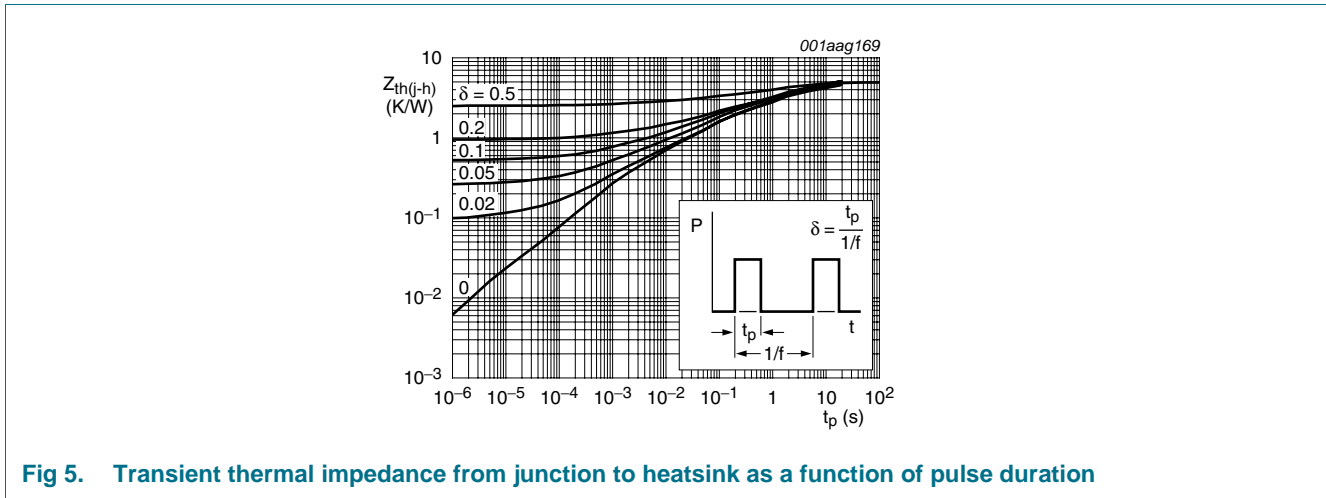 001aag169
10
1
10⁻¹
10⁻²
10⁻³
Zth(j-h)
(K/W)
δ = 0.5
0.2
0.1
0.05
0.02
0
P
δ = tp
1/f
tp
t
1/f
10⁻⁶ 10⁻⁵ 10⁻⁴ 10⁻³ 10⁻² 10⁻¹ 1 10 10²
tp (s)
Fig 5. Transient thermal impedance from junction to heatsink as a function of pulse duration